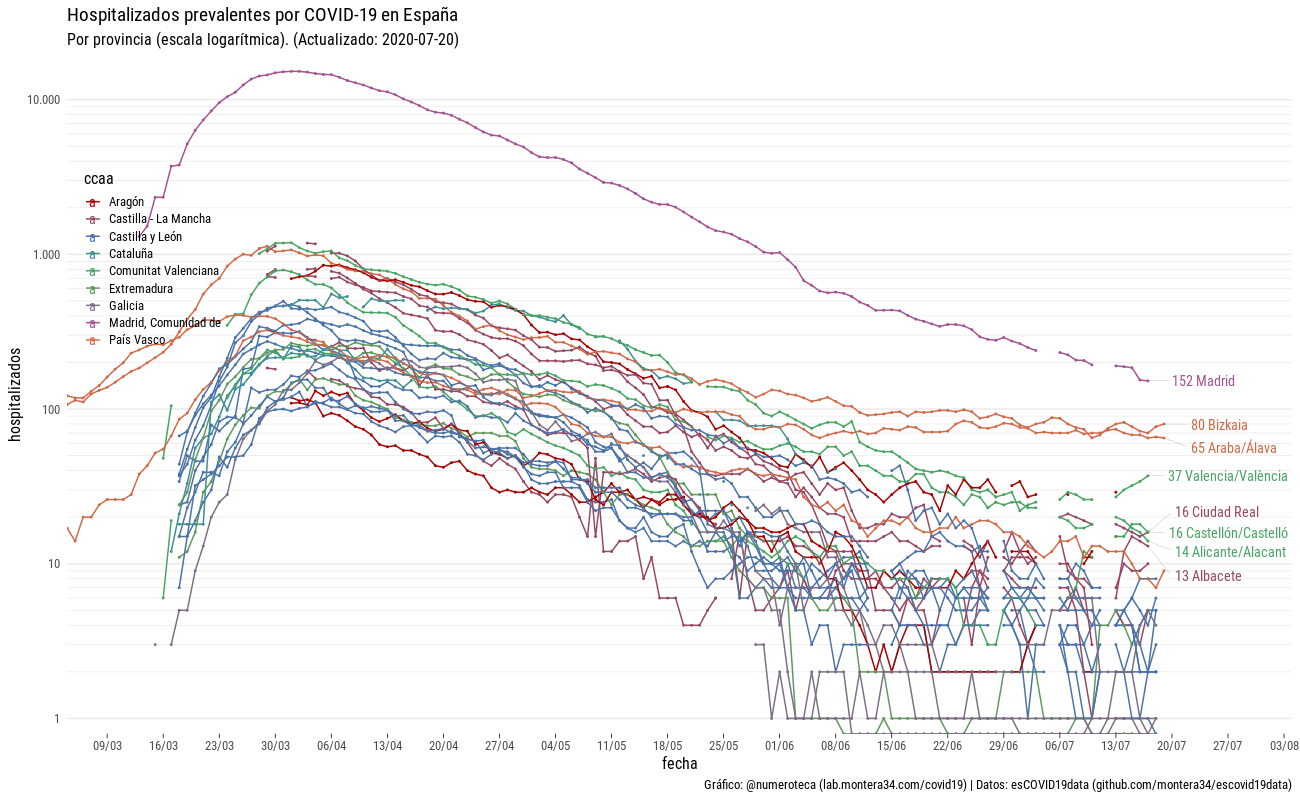 Hospitalizados prevalentes por COVID-19 en España
Por provincia (escala logarítmica). (Actualizado: 2020-07-20)
hospitalizados
10.000
1.000
100
10
1
ccaa
Aragón
Castilla - La Mancha
Castilla y León
Cataluña
Comunitat Valenciana
Extremadura
Galicia
Madrid, Comunidad de
País Vasco
152 Madrid
80 Bizkaia
65 Araba/Álava
37 Valencia/València
16 Ciudad Real
16 Castellón/Castelló
14 Alicante/Alacant
13 Albacete
09/03 16/03 23/03 30/03 06/04 13/04 20/04 27/04 04/05 11/05 18/05 25/05 01/06 08/06 15/06 22/06 29/06 06/07 13/07 20/07 27/07 03/08
fecha
Gráfico: @numeroteca (lab.montera34.com/covid19) | Datos: esCOVID19data (github.com/montera34/escovid19data)